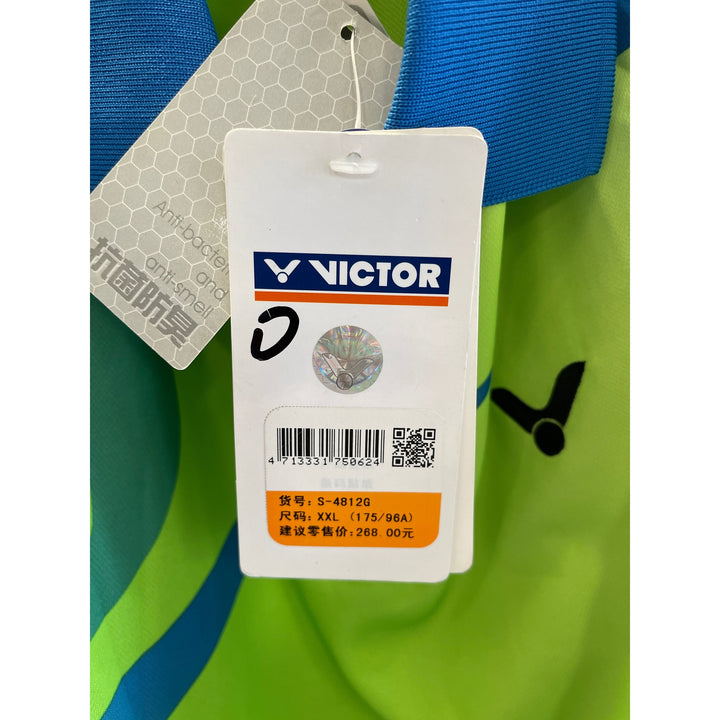 Anti-bacteri
and
anti-smell
抗菌防臭
VICTOR
D
4 713331 750624
货号: S-4812G
尺码: XXL (175/96A)
建议零售价: 268.00元